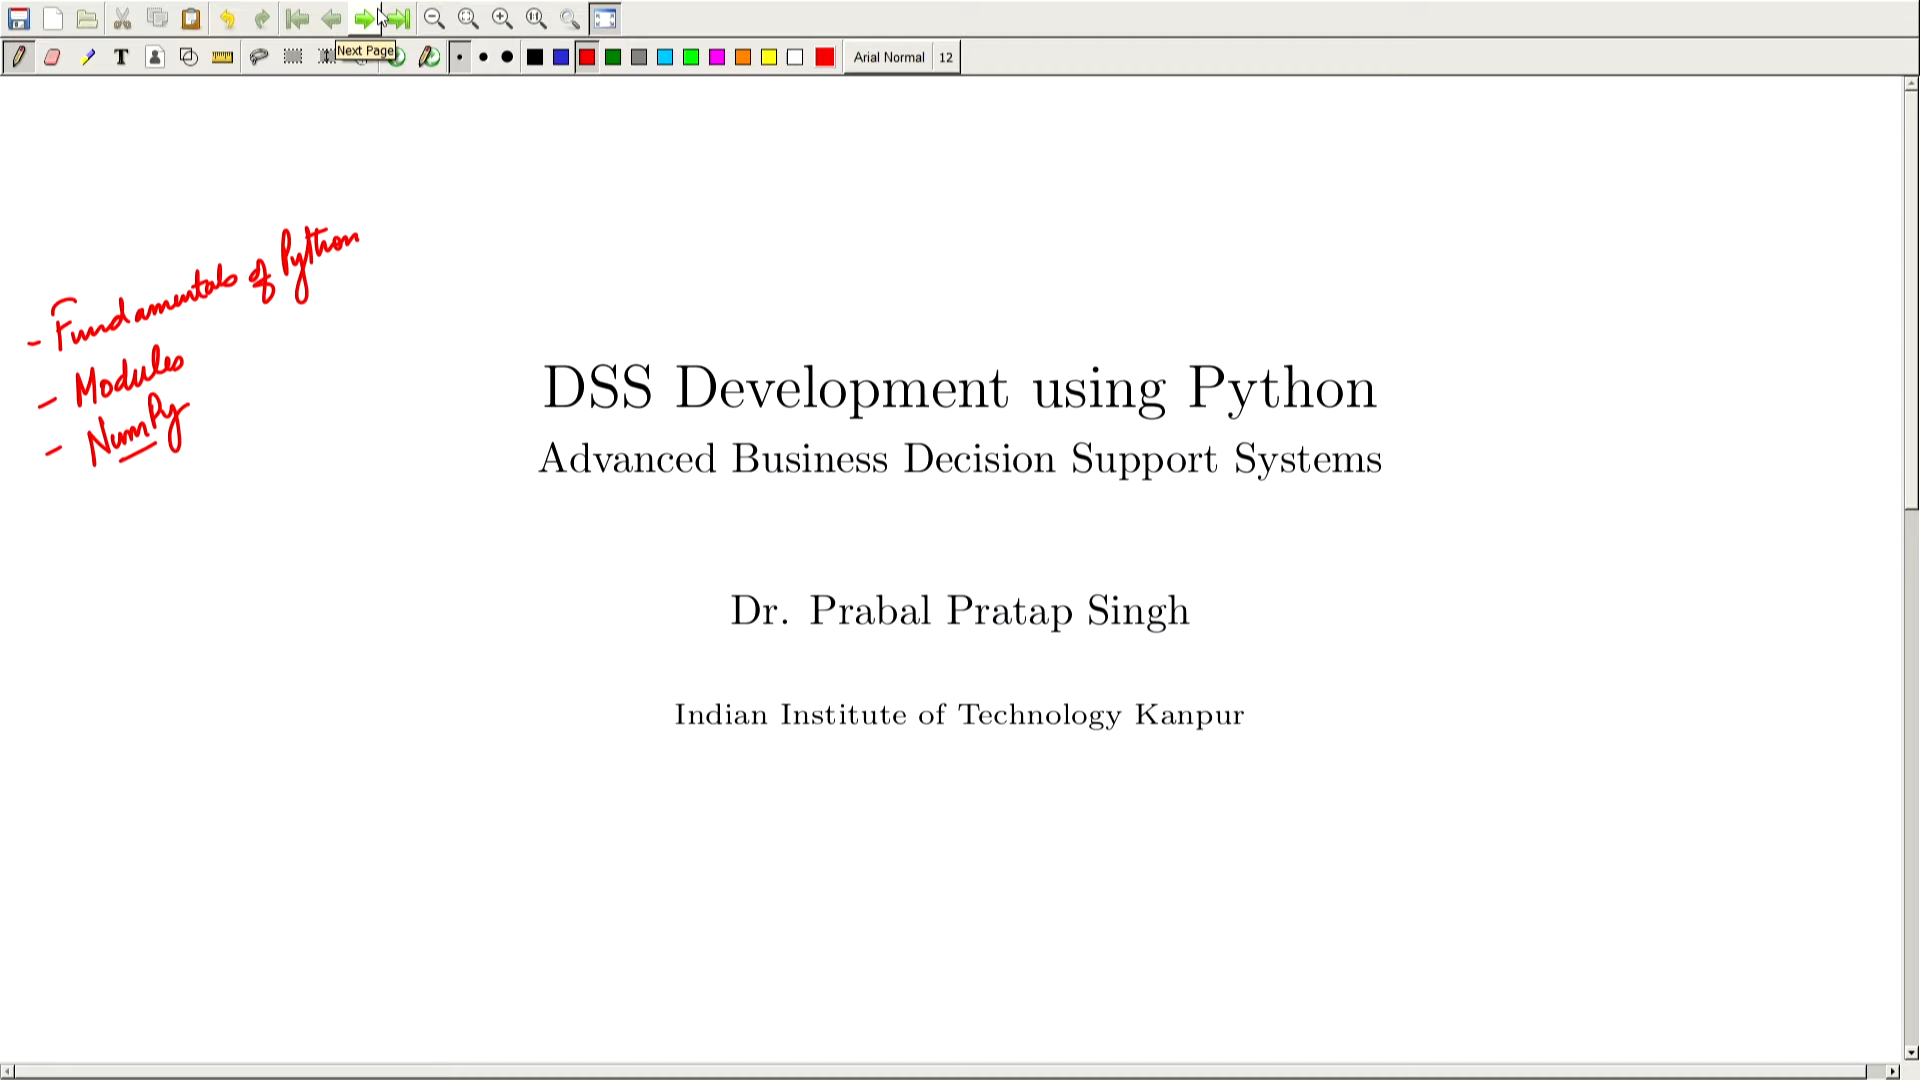 T
Next Page
Arial Normal 12
- Fundamentals of Python
- Modules
- NumPy
DSS Development using Python
Advanced Business Decision Support Systems
Dr. Prabal Pratap Singh
Indian Institute of Technology Kanpur